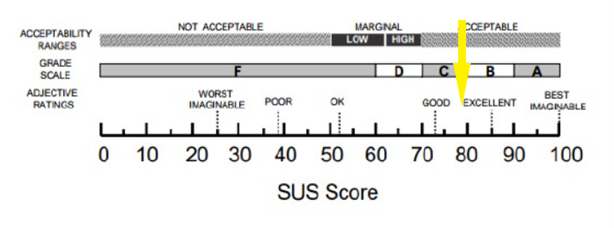 NOT ACCEPTABLE MARGINAL CCEPTABLE
ACCEPTABILITY
RANGES
LOW HIGH
GRADE
SCALE
F D C B A
ADJECTIVE
RATINGS
WORST
IMAGINABLE
POOR OK GOOD EXCELLENT
BEST
IMAGINABLE
0 10 20 30 40 50 60 70 80 90 100
SUS Score